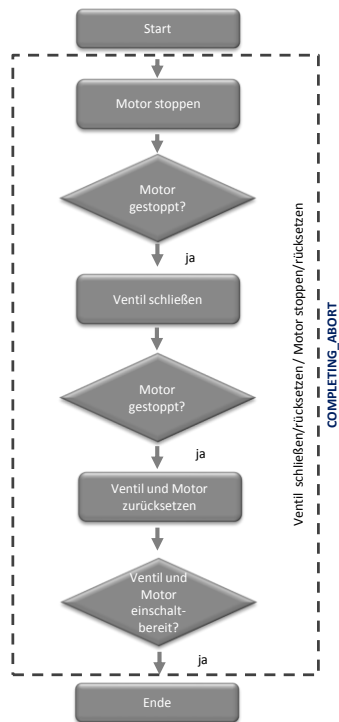 Start
Motor stoppen
Motor
gestoppt?
ja
Ventil schließen
Motor
gestoppt?
ja
Ventil und Motor
zurücksetzen
Ventil und
Motor
einschalt-
bereit?
ja
Ende
Ventil schließen/rücksetzen/ Motor stoppen/rücksetzen
COMPLETING_ABORT